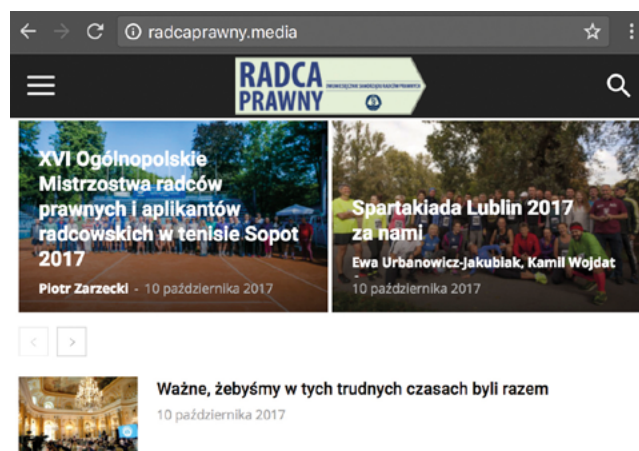 radcaprawny.media
RADCA
PRAWNY
XVI Ogólnopolskie
Mistrzostwa radców
prawnych i aplikantów
radcowskich w tenisie Sopot
2017
Piotr Zarzecki - 10 października 2017
Spartakiada Lublin 2017
za nami
Ewa Urbanowicz-Jakubiak, Kamil Wojdat
-
10 października 2017
Ważne, żebyśmy w tych trudnych czasach byli razem
10 października 2017